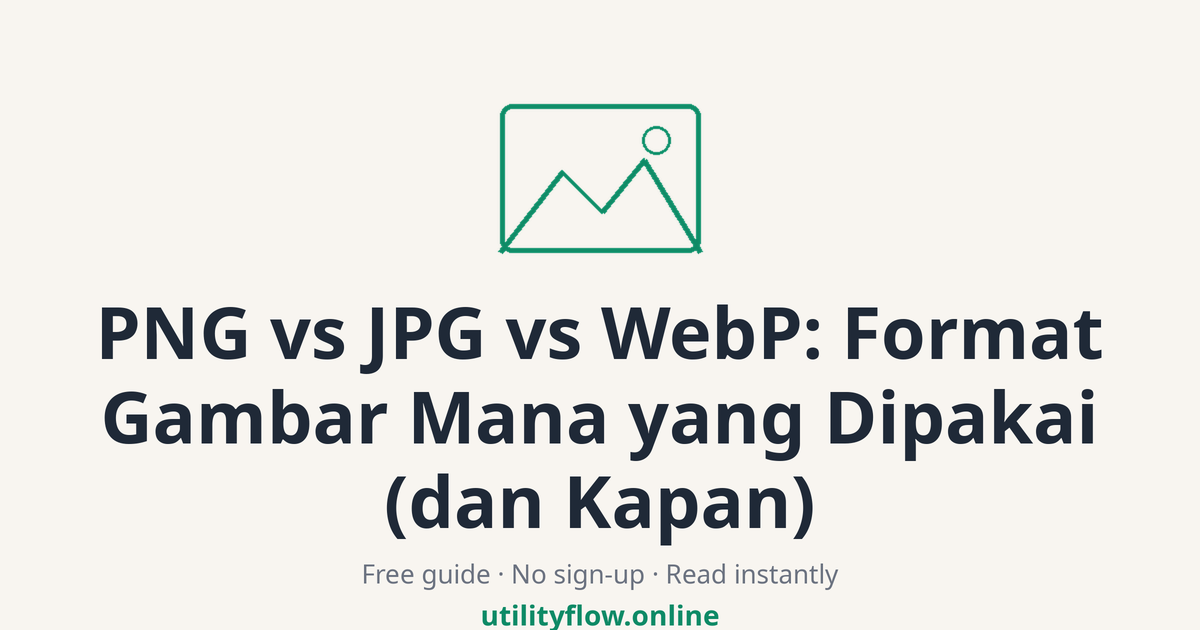 PNG vs JPG vs WebP: Format
Gambar Mana yang Dipakai
(dan Kapan)
Free guide · No sign-up · Read instantly
utilityflow.online